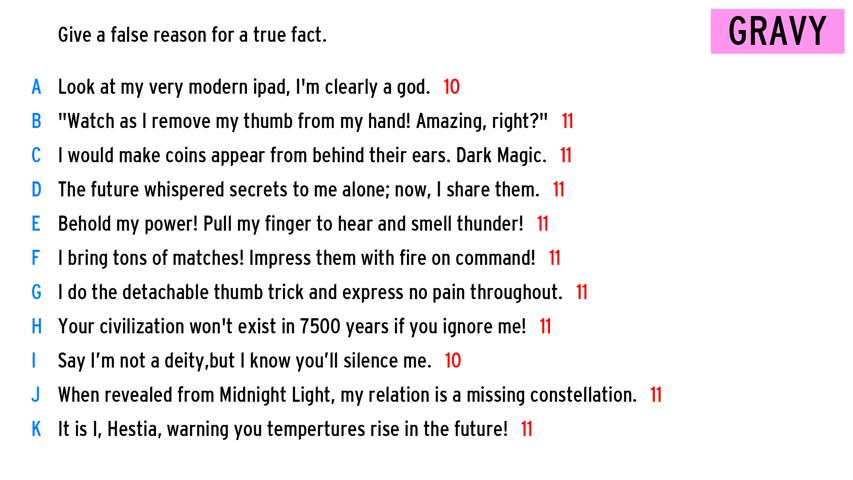 Give a false reason for a true fact.
GRAVY
A Look at my very modern ipad, I'm clearly a god. 10
B "Watch as I remove my thumb from my hand! Amazing, right?" 11
C I would make coins appear from behind their ears. Dark Magic. 11
D The future whispered secrets to me alone; now, I share them. 11
E Behold my power! Pull my finger to hear and smell thunder! 11
F I bring tons of matches! Impress them with fire on command! 11
G I do the detachable thumb trick and express no pain throughout. 11
H Your civilization won't exist in 7500 years if you ignore me! 11
I Say I’m not a deity,but I know you’ll silence me. 10
J When revealed from Midnight Light, my relation is a missing constellation. 11
K It is I, Hestia, warning you tempertures rise in the future! 11